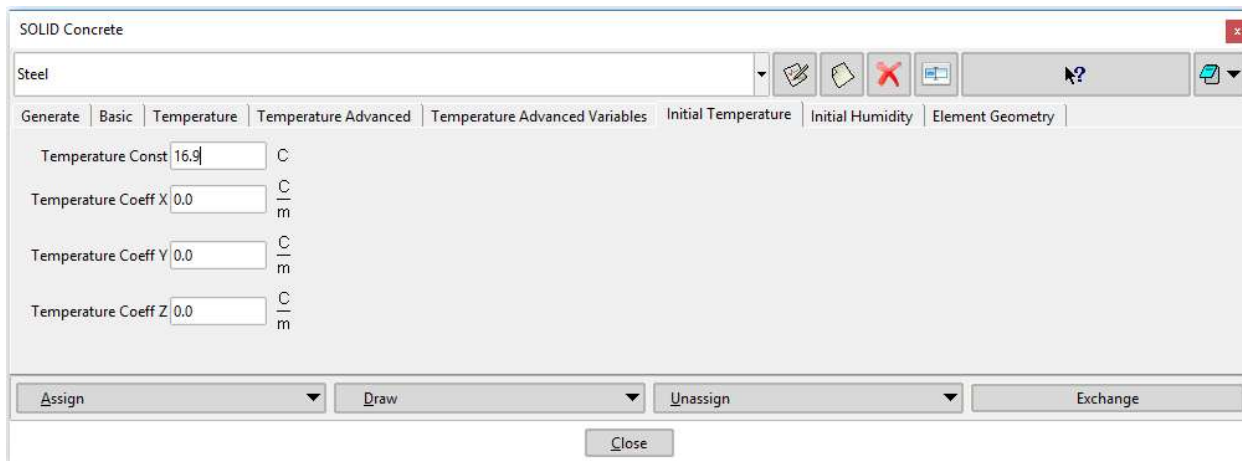 SOLID Concrete
x
Steel
?
Generate Basic Temperature Temperature Advanced Temperature Advanced Variables Initial Temperature Initial Humidity Element Geometry
Temperature Const 16.9 C
Temperature Coeff X 0.0 C
m
Temperature Coeff Y 0.0 C
m
Temperature Coeff Z 0.0 C
m
Assign Draw Unassign Exchange
Close